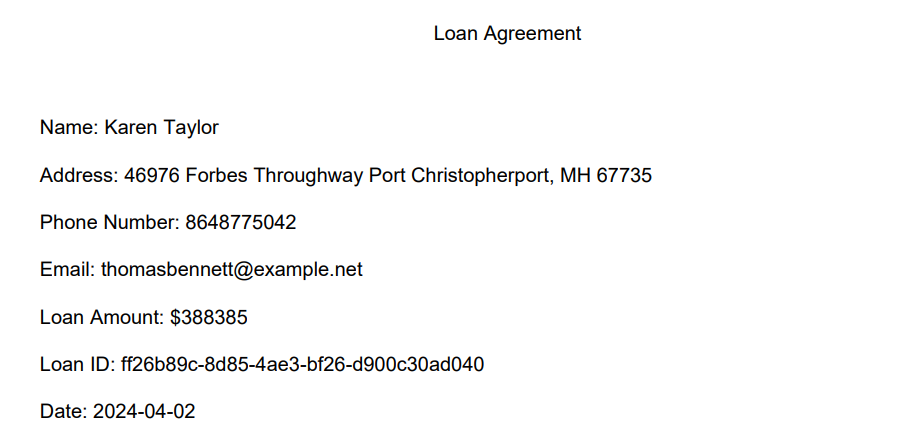 Loan Agreement
Name: Karen Taylor
Address: 46976 Forbes Throughway Port Christopherport, MH 67735
Phone Number: 8648775042
Email: thomasbennett@example.net
Loan Amount: $388385
Loan ID: ff26b89c-8d85-4ae3-bf26-d900c30ad040
Date: 2024-04-02